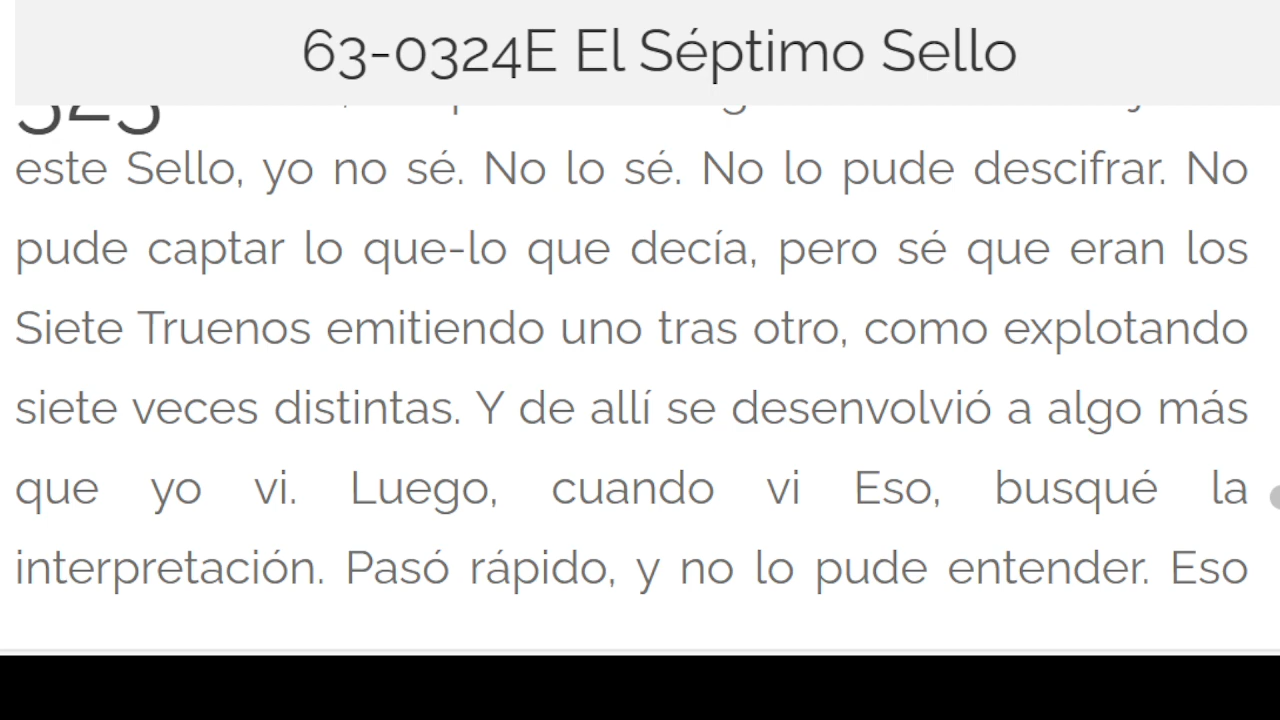 63-0324E El Séptimo Sello
este Sello, yo no sé. No lo sé. No lo pude descifrar. No
pude captar lo que-lo que decía, pero sé que eran los
Siete Truenos emitiendo uno tras otro, como explotando
siete veces distintas. Y de allí se desenvolvió a algo más
que yo vi. Luego, cuando vi Eso, busqué la
interpretación. Pasó rápido, y no lo pude entender. Eso